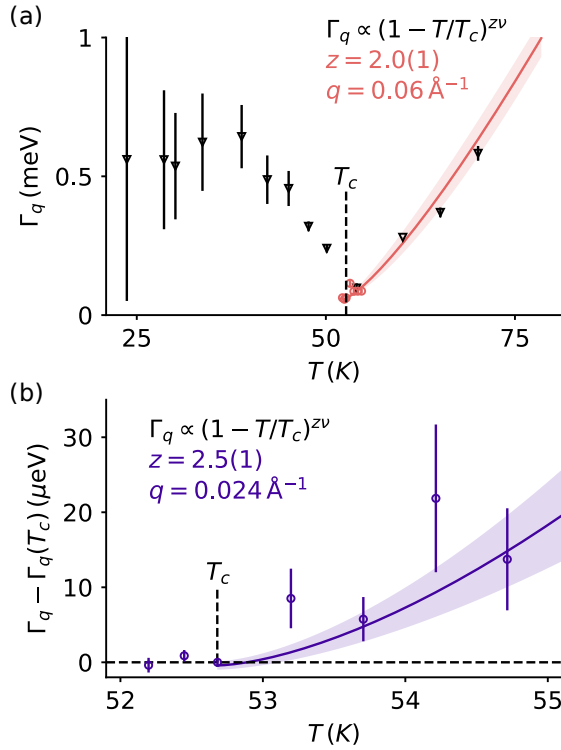 (a)
Γq ∝ (1 − T/Tc)^zν
z = 2.0(1)
q = 0.06 Å⁻¹
Tc
Γq (meV)
1
0.5
0
25
50
75
T (K)
(b)
Γq ∝ (1 − T/Tc)^zν
z = 2.5(1)
q = 0.024 Å⁻¹
Tc
Γq − Γq(Tc) (μeV)
30
20
10
0
52
53
54
55
T (K)